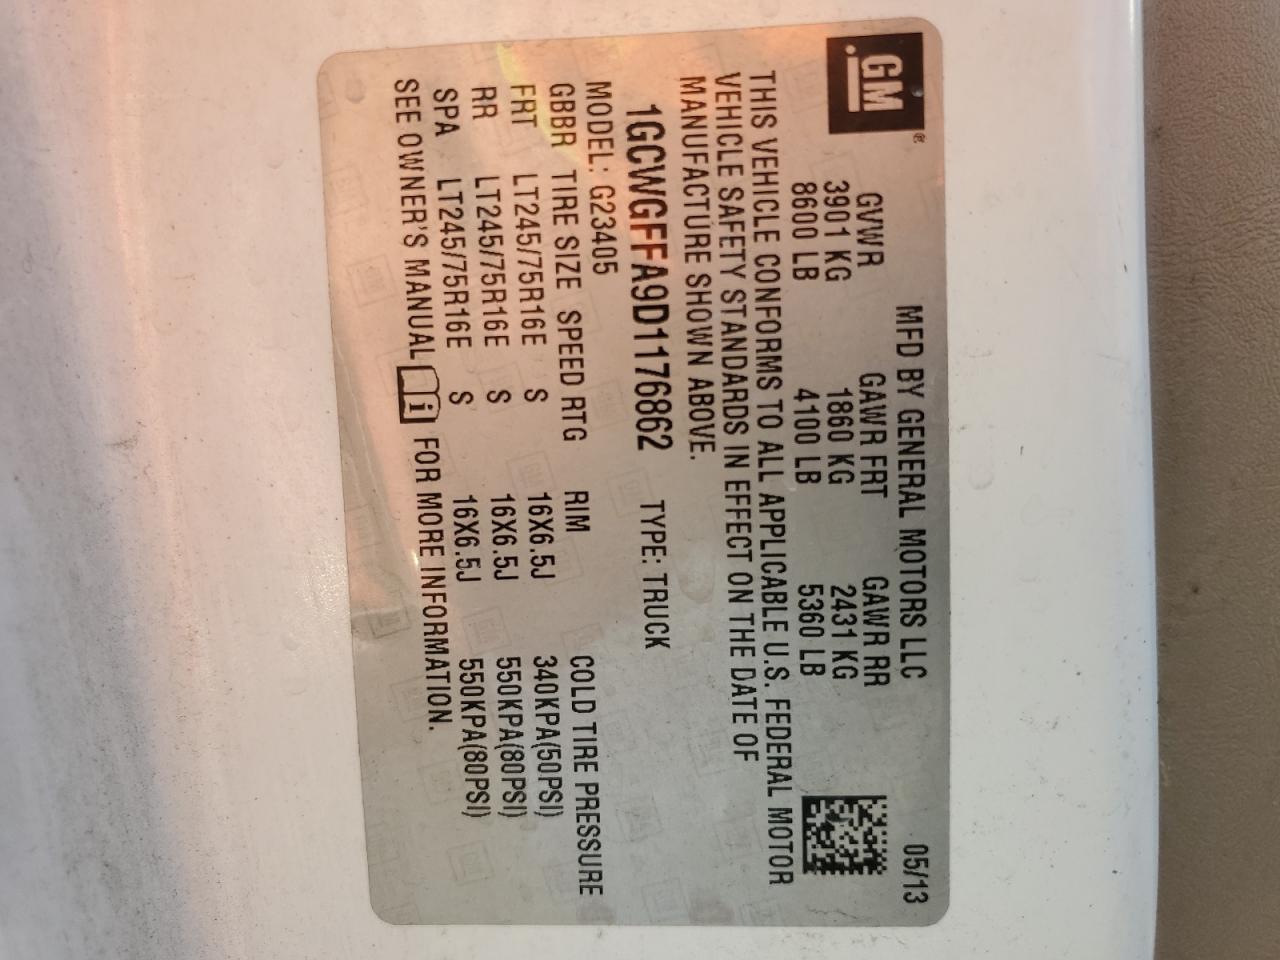 GM®
MFD BY GENERAL MOTORS LLC 05/13
GVWR GAWR FRT GAWR RR
3901 KG 1860 KG 2431 KG
8600 LB 4100 LB 5360 LB
THIS VEHICLE CONFORMS TO ALL APPLICABLE U.S. FEDERAL MOTOR
VEHICLE SAFETY STANDARDS IN EFFECT ON THE DATE OF
MANUFACTURE SHOWN ABOVE.
1GCWGFFA9D1176862 TYPE: TRUCK
MODEL: G23405
GBBR TIRE SIZE SPEED RTG RIM COLD TIRE PRESSURE
FRT LT245/75R16E S 16X6.5J 340KPA(50PSI)
RR LT245/75R16E S 16X6.5J 550KPA(80PSI)
SPA LT245/75R16E S 16X6.5J 550KPA(80PSI)
SEE OWNER'S MANUAL i FOR MORE INFORMATION.